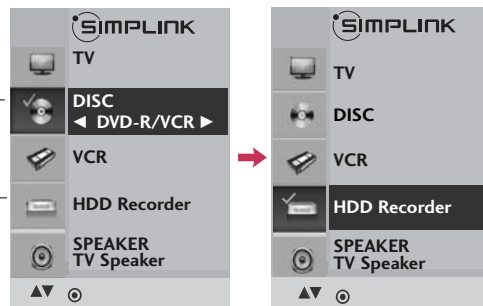 SIMPLINK
TV
DISC
◄ DVD-R/VCR ►
VCR
HDD Recorder
SPEAKER
TV Speaker
▲▼ ◉
SIMPLINK
TV
DISC
VCR
HDD Recorder
SPEAKER
TV Speaker
▲▼ ◉